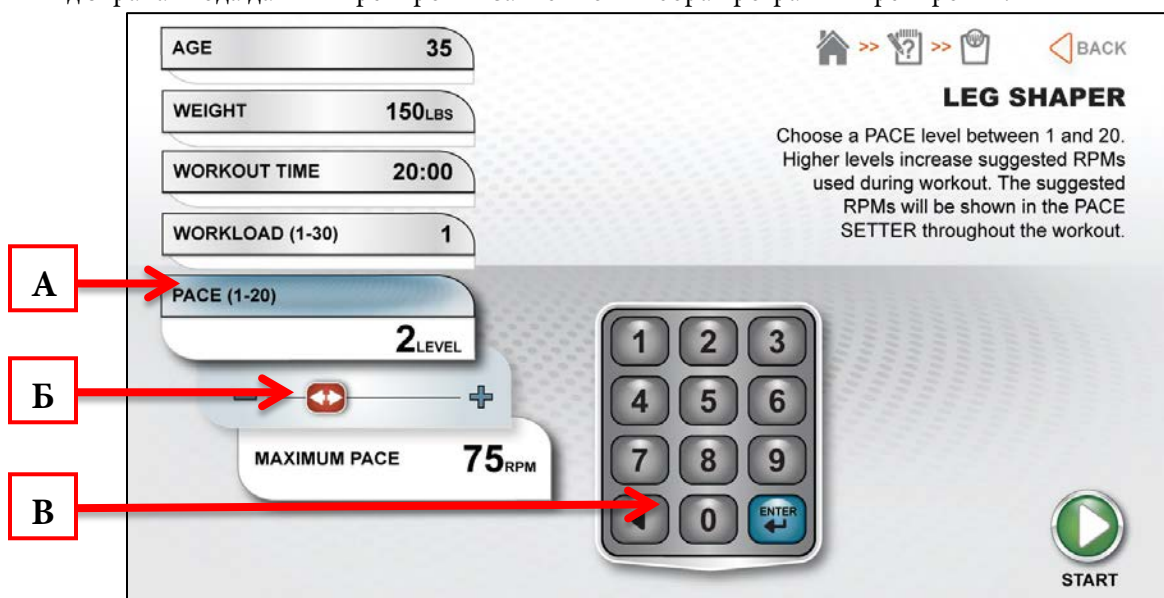 AGE 35
WEIGHT 150LBS
WORKOUT TIME 20:00
WORKLOAD (1-30) 1
PACE (1-20)
2LEVEL
MAXIMUM PACE 75RPM
А
Б
В
>> >> BACK
LEG SHAPER
Choose a PACE level between 1 and 20.
Higher levels increase suggested RPMs
used during workout. The suggested
RPMs will be shown in the PACE
SETTER throughout the workout.
1 2 3
4 5 6
7 8 9
0 ENTER
START